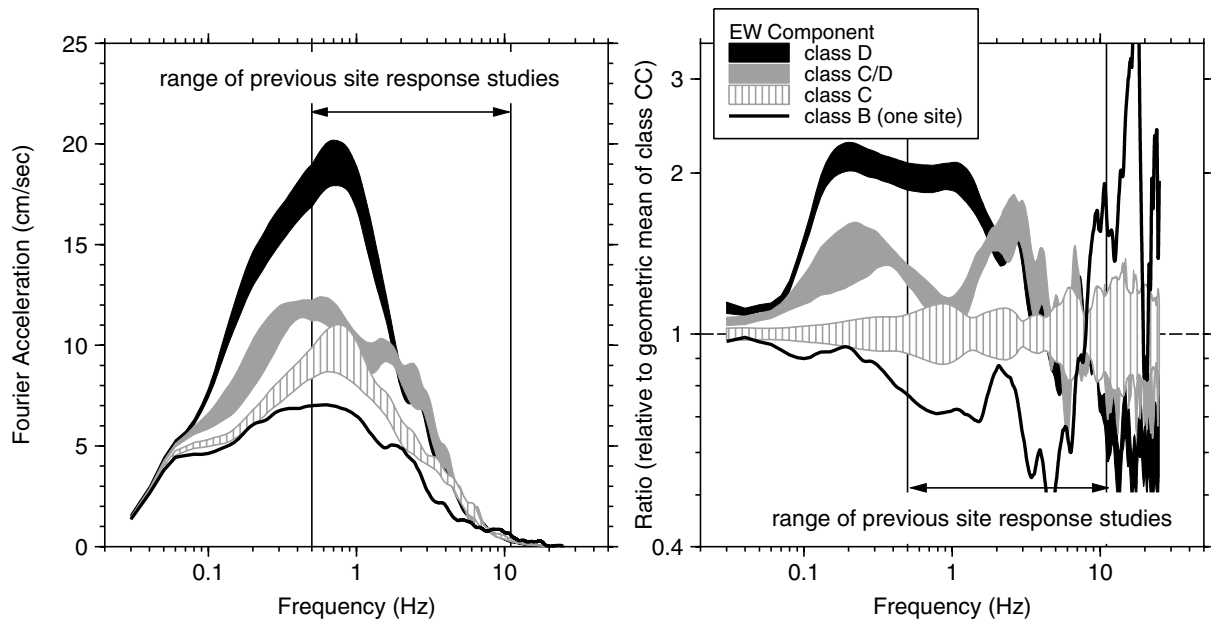 Fourier Acceleration (cm/sec)
25
20
15
10
5
0
range of previous site response studies
0.1
1
10
Frequency (Hz)
Ratio (relative to geometric mean of class CC)
3
2
1
0.4
EW Component
class D
class C/D
class C
class B (one site)
range of previous site response studies
0.1
1
10
Frequency (Hz)